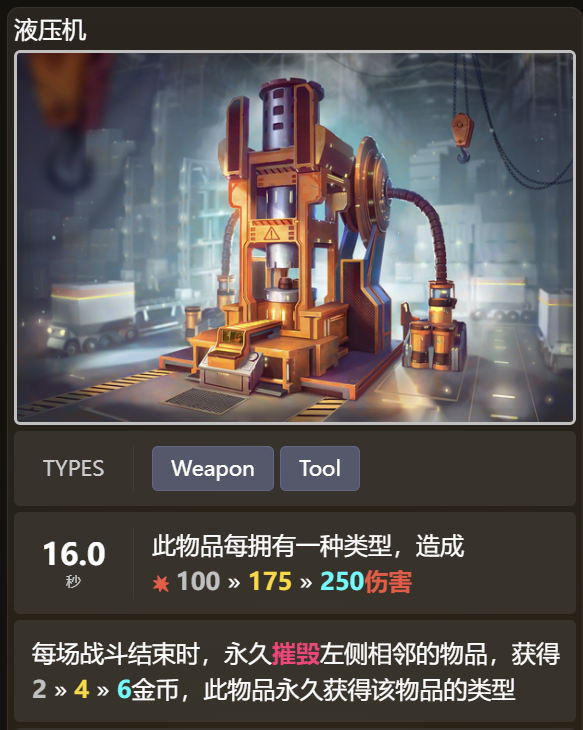 液压机
TYPES
Weapon
Tool
16.0
秒
此物品每拥有一种类型，造成
100 » 175 » 250伤害
每场战斗结束时，永久摧毁左侧相邻的物品，获得
2 » 4 » 6金币，此物品永久获得该物品的类型